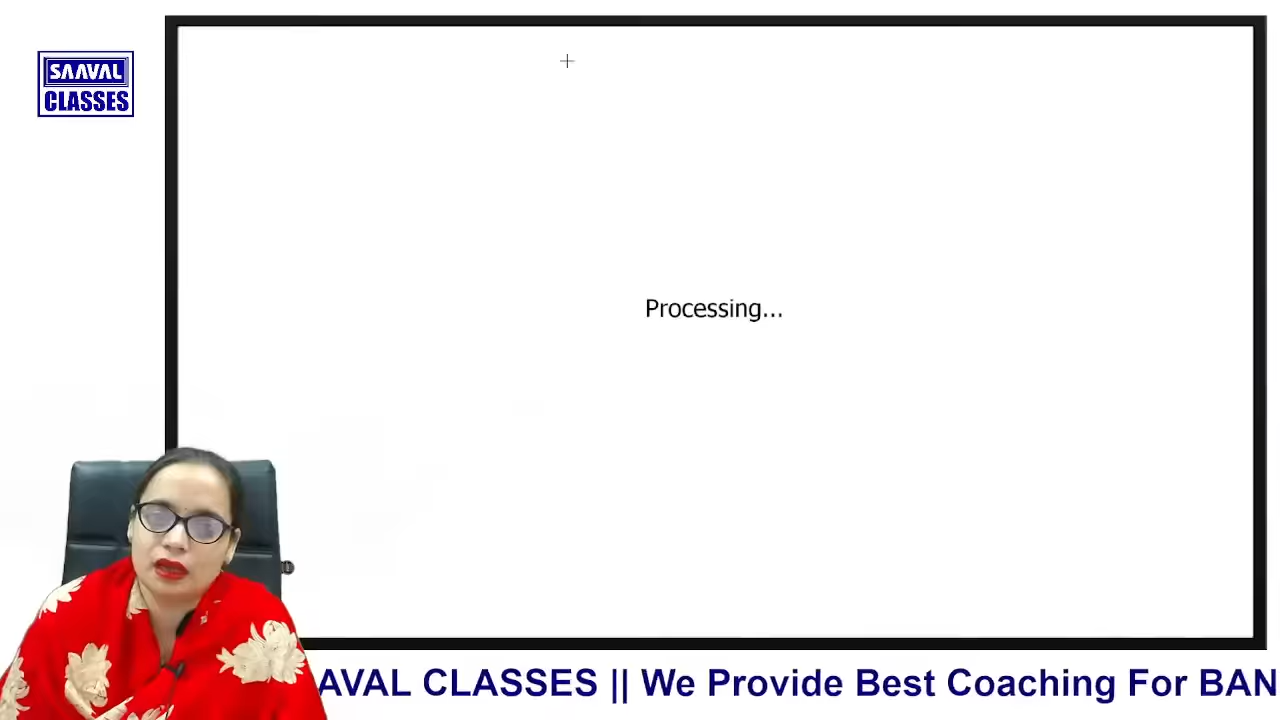 SAAVAL
CLASSES
Processing...
AVAL CLASSES || We Provide Best Coaching For BAN